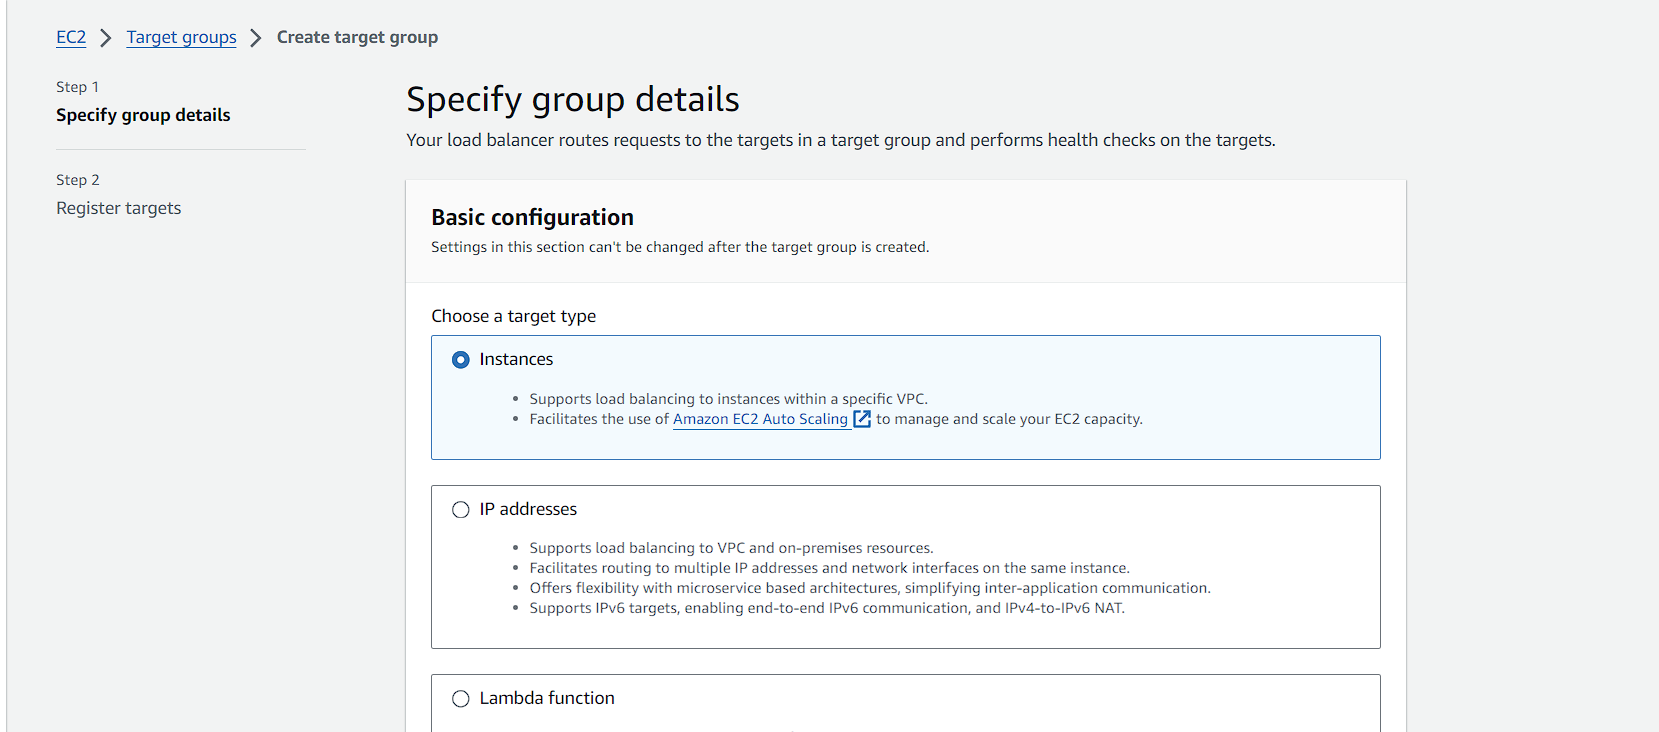 EC2 > Target groups > Create target group
Step 1
Specify group details
Step 2
Register targets
Specify group details
Your load balancer routes requests to the targets in a target group and performs health checks on the targets.
Basic configuration
Settings in this section can't be changed after the target group is created.
Choose a target type
Instances
• Supports load balancing to instances within a specific VPC.
• Facilitates the use of Amazon EC2 Auto Scaling to manage and scale your EC2 capacity.
IP addresses
• Supports load balancing to VPC and on-premises resources.
• Facilitates routing to multiple IP addresses and network interfaces on the same instance.
• Offers flexibility with microservice based architectures, simplifying inter-application communication.
• Supports IPv6 targets, enabling end-to-end IPv6 communication, and IPv4-to-IPv6 NAT.
Lambda function